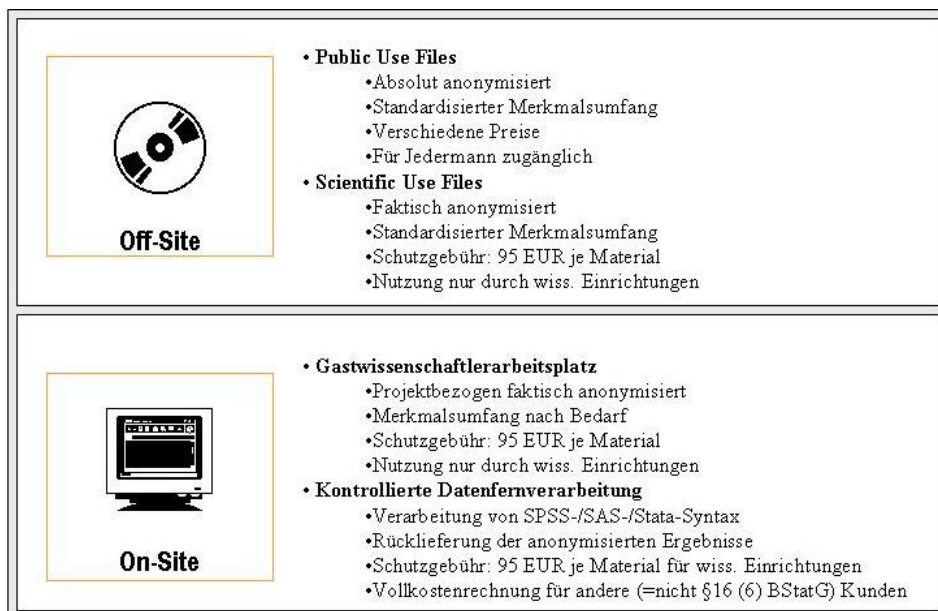 • Public Use Files
•Absolut anonymisiert
•Standardisierter Merkmalsumfang
•Verschiedene Preise
•Für Jedermann zugänglich
• Scientific Use Files
•Faktisch anonymisiert
•Standardisierter Merkmalsumfang
•Schutzgebühr: 95 EUR je Material
•Nutzung nur durch wiss. Einrichtungen
Off-Site
• Gastwissenschaftlerarbeitsplatz
•Projektbezogen faktisch anonymisiert
•Merkmalsumfang nach Bedarf
•Schutzgebühr: 95 EUR je Material
•Nutzung nur durch wiss. Einrichtungen
• Kontrollierte Datenfernverarbeitung
•Verarbeitung von SPSS-/SAS-/Stata-Syntax
•Rücklieferung der anonymisierten Ergebnisse
•Schutzgebühr: 95 EUR je Material für wiss. Einrichtungen
•Vollkostenrechnung für andere (=nicht §16 (6) BStatG) Kunden
On-Site